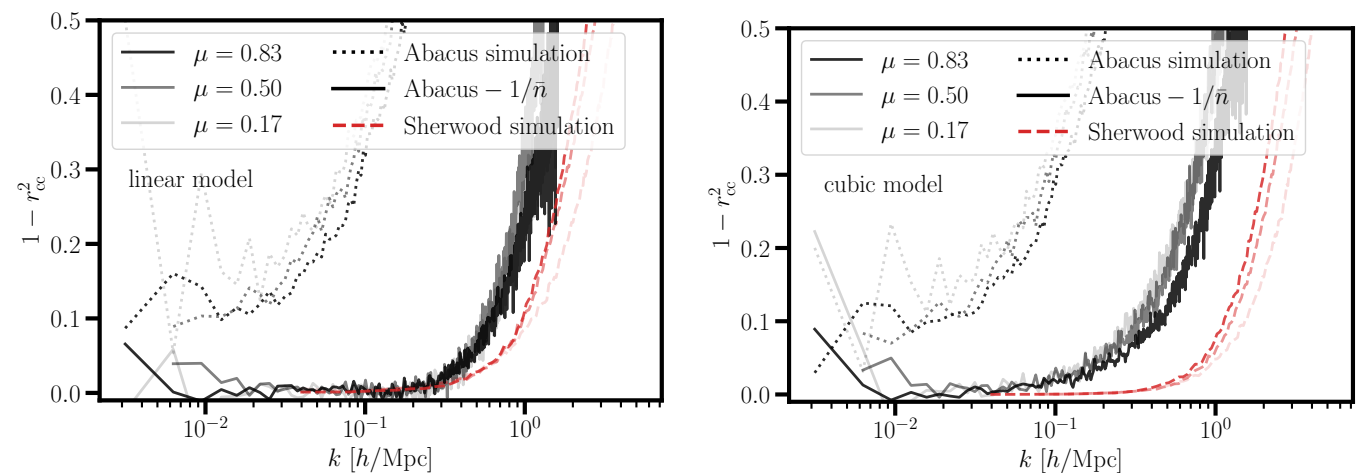 0.5
0.4
0.3
0.2
0.1
0.0
1 − r²cc
μ = 0.83
μ = 0.50
μ = 0.17
Abacus simulation
Abacus − 1/n̄
Sherwood simulation
linear model
10⁻²
10⁻¹
10⁰
k [h/Mpc]
0.5
0.4
0.3
0.2
0.1
0.0
1 − r²cc
μ = 0.83
μ = 0.50
μ = 0.17
Abacus simulation
Abacus − 1/n̄
Sherwood simulation
cubic model
10⁻²
10⁻¹
10⁰
k [h/Mpc]